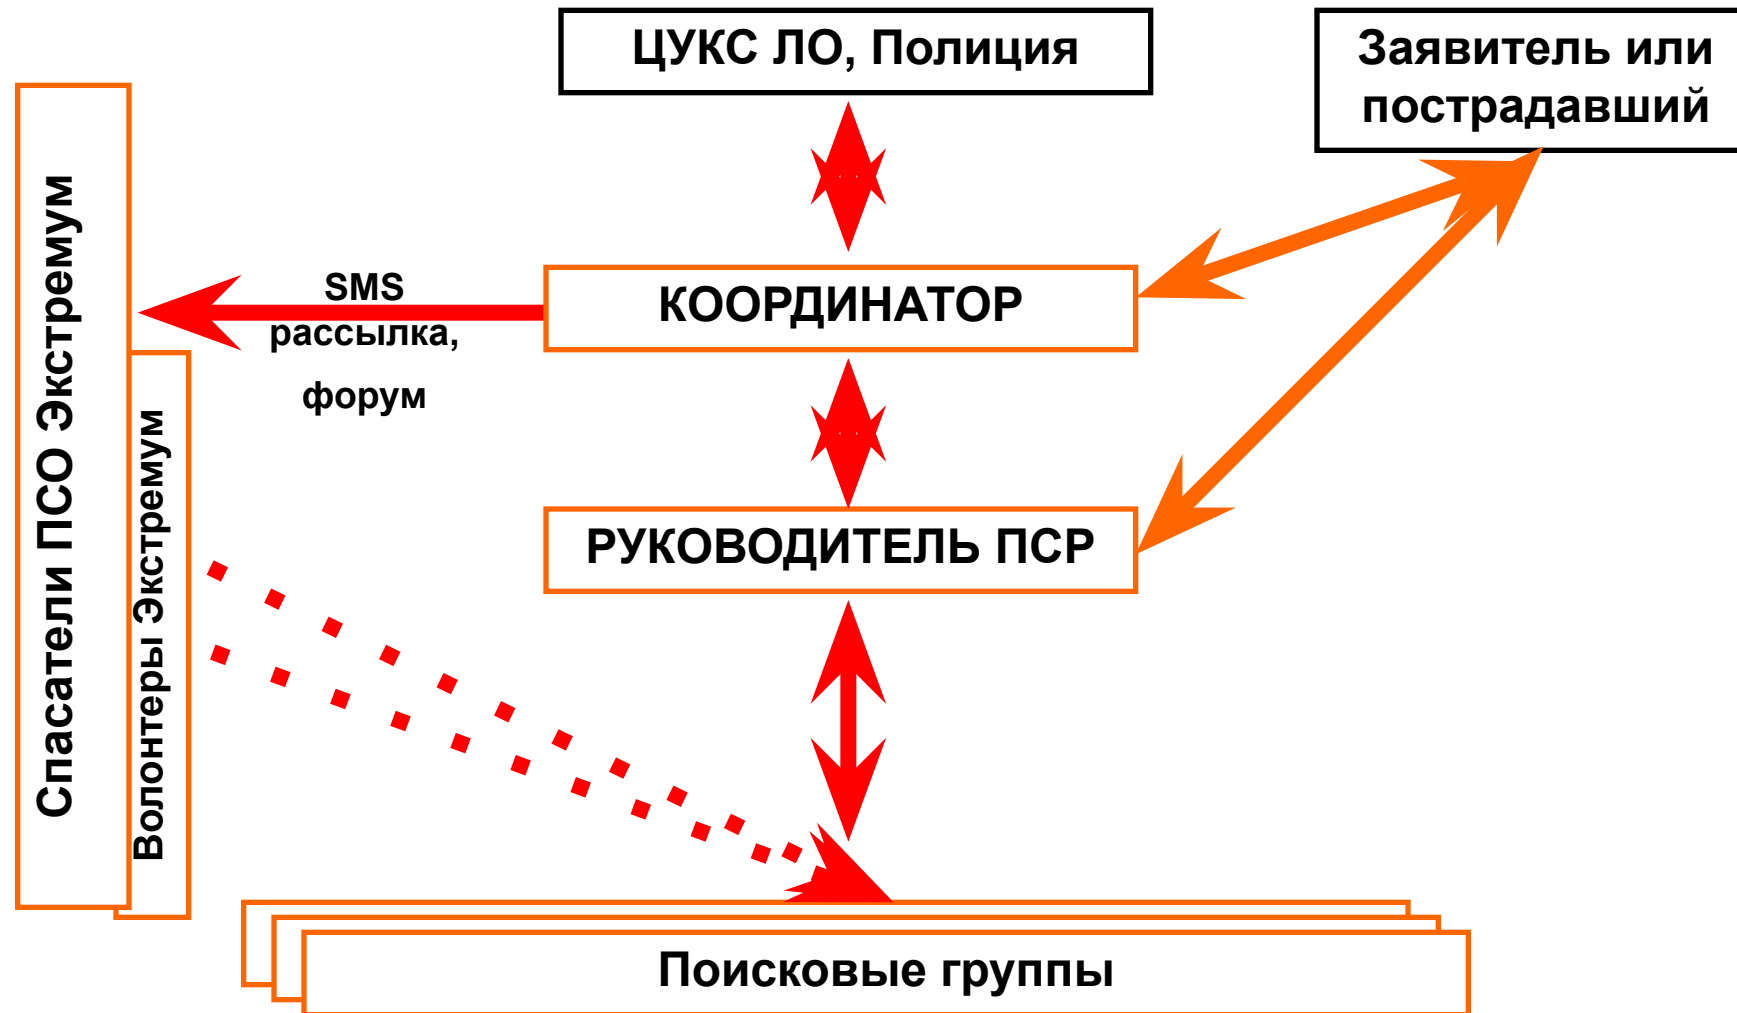 ЦУКС ЛО, Полиция
Заявитель или
пострадавший
Спасатели ПСО Экстремум
Волонтеры Экстремум
SMS
рассылка,
форум
КООРДИНАТОР
РУКОВОДИТЕЛЬ ПСР
Поисковые группы